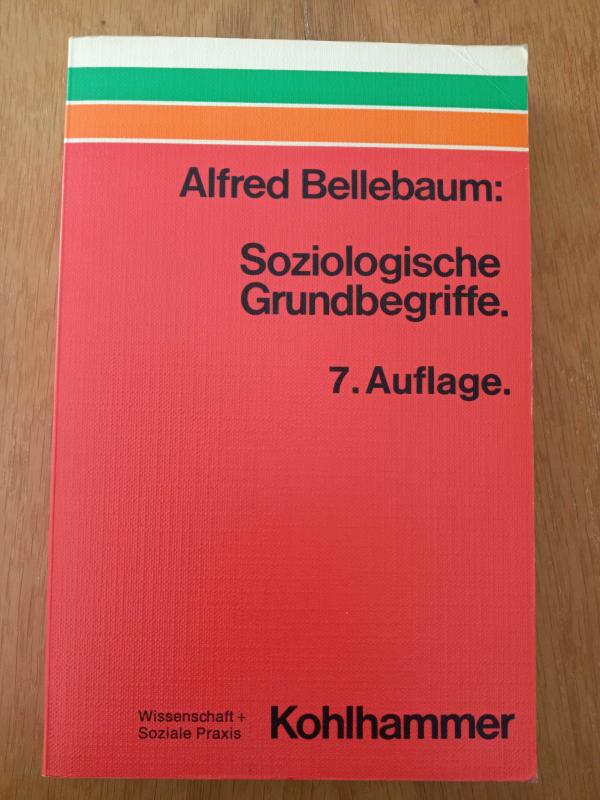 Alfred Bellebaum:
Soziologische
Grundbegriffe.
7. Auflage.
Wissenschaft +
Soziale Praxis
Kohlhammer